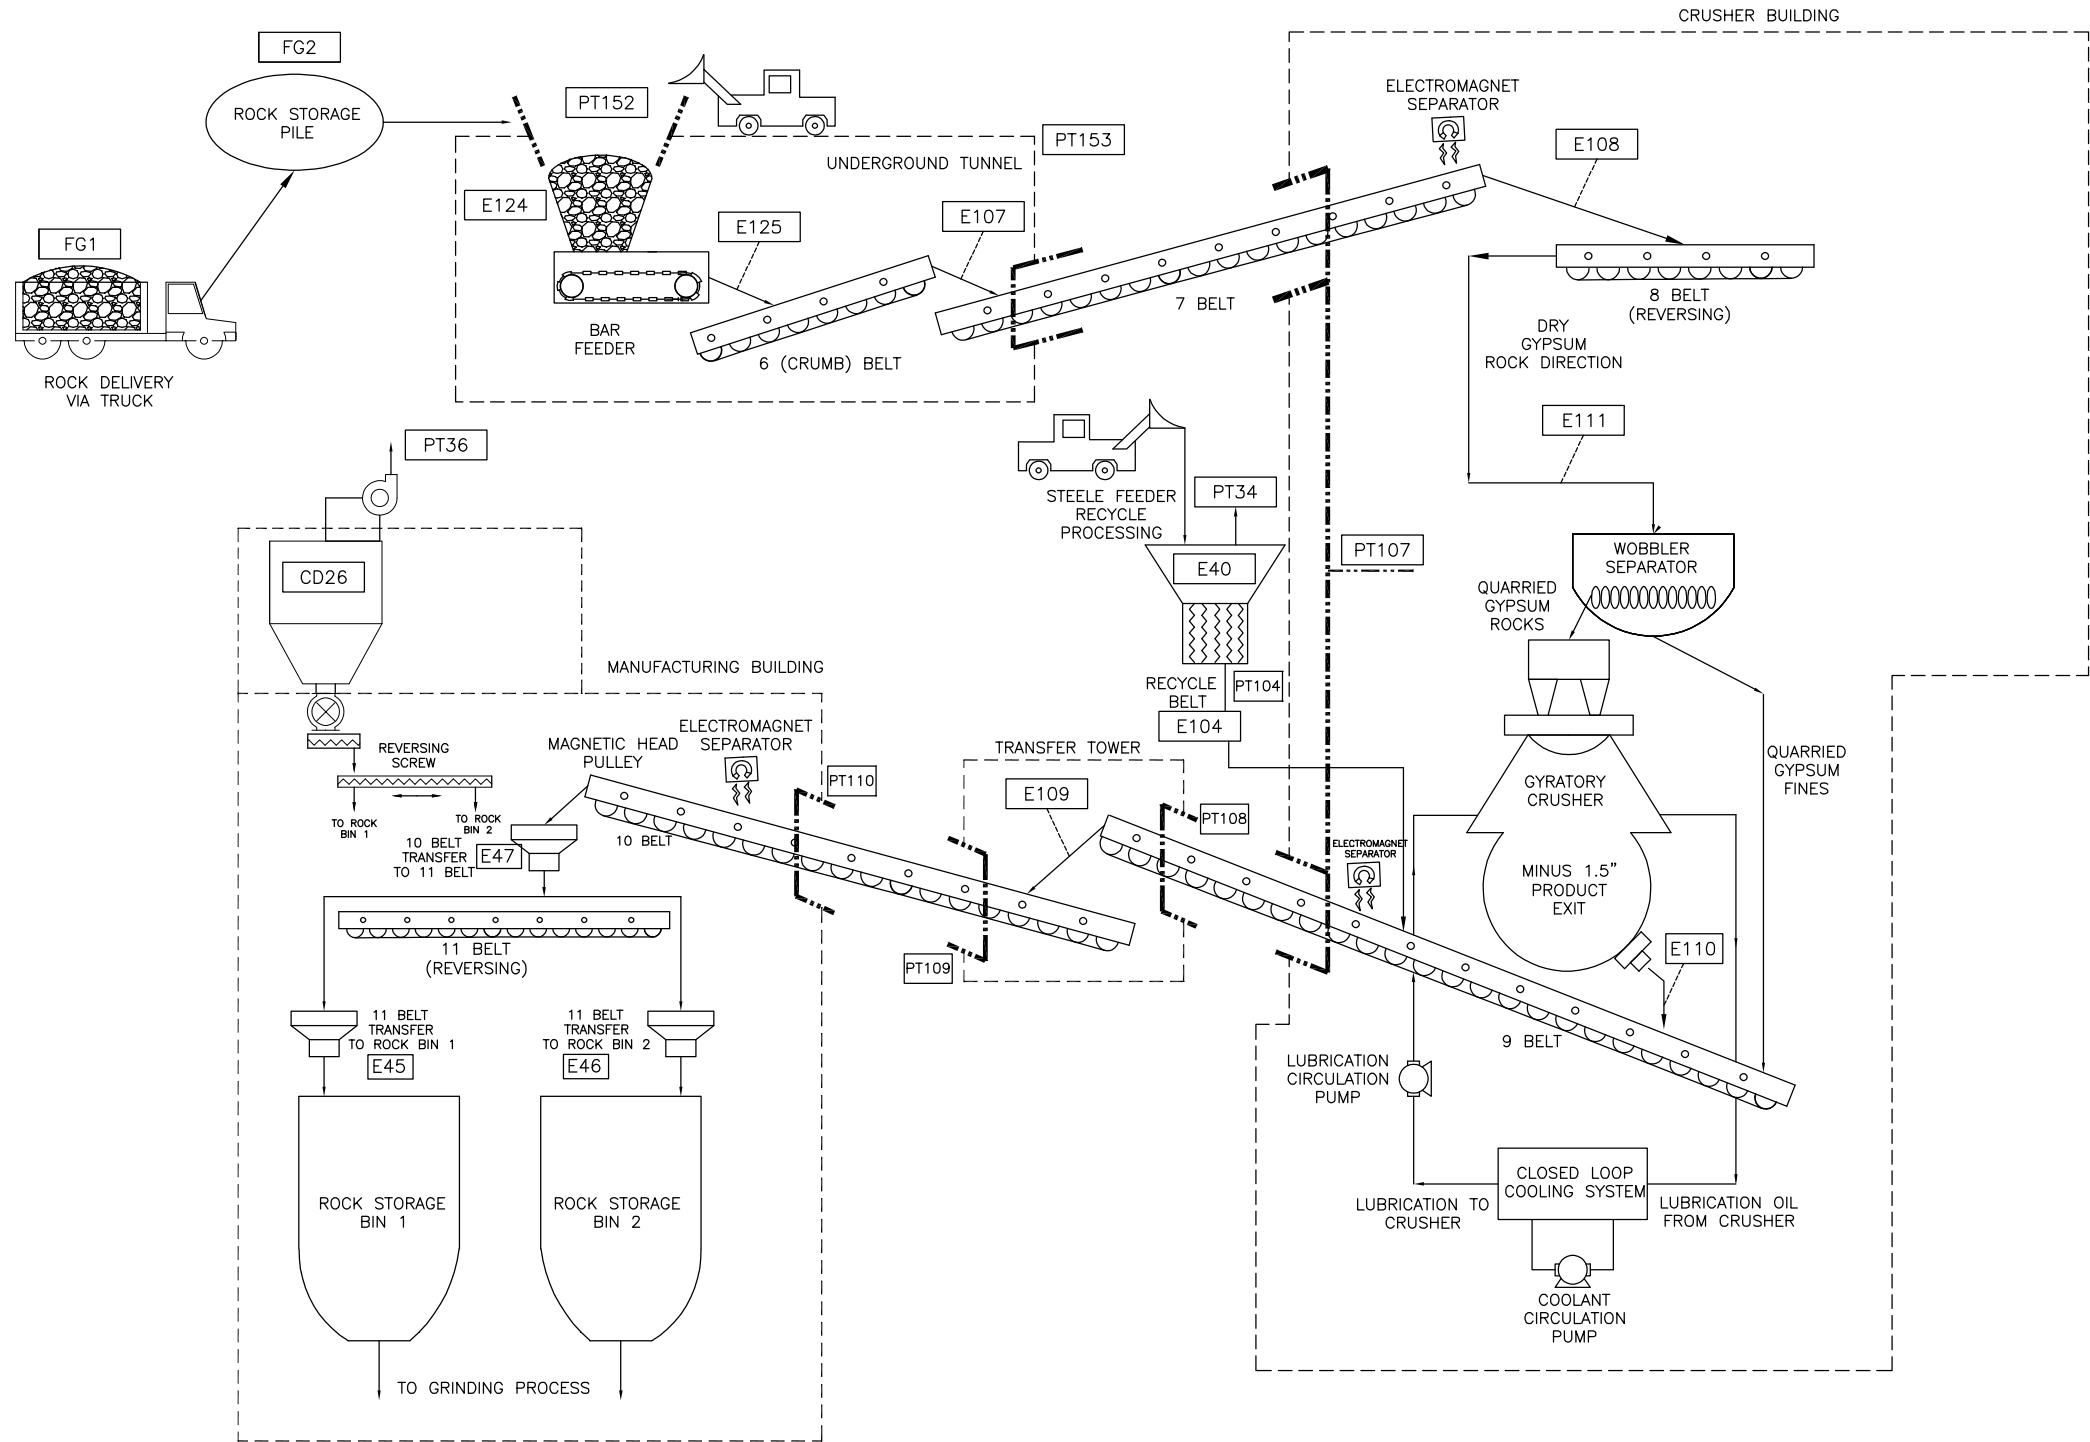 CRUSHER BUILDING
FG2
ROCK STORAGE
PILE
PT152
ELECTROMAGNET
SEPARATOR
PT153
E108
UNDERGROUND TUNNEL
E124
E125
E107
FG1
7 BELT
8 BELT
(REVERSING)
BAR
FEEDER
6 (CRUMB) BELT
DRY
GYPSUM
ROCK DIRECTION
ROCK DELIVERY
VIA TRUCK
E111
PT36
STEELE FEEDER
RECYCLE
PROCESSING
PT34
PT107
WOBBLER
SEPARATOR
CD26
E40
QUARRIED
GYPSUM
ROCKS
MANUFACTURING BUILDING
RECYCLE
BELT
PT104
E104
ELECTROMAGNET
SEPARATOR
MAGNETIC HEAD
PULLEY
REVERSING
SCREW
TRANSFER TOWER
QUARRIED
GYPSUM
FINES
PT110
E109
GYRATORY
CRUSHER
PT108
TO ROCK
BIN 1
TO ROCK
BIN 2
10 BELT
TRANSFER
TO 11 BELT
E47
10 BELT
ELECTROMAGNET
SEPARATOR
MINUS 1.5”
PRODUCT
EXIT
11 BELT
(REVERSING)
PT109
E110
11 BELT
TRANSFER
TO ROCK BIN 1
E45
11 BELT
TRANSFER
TO ROCK BIN 2
E46
9 BELT
LUBRICATION
CIRCULATION
PUMP
ROCK STORAGE
BIN 1
ROCK STORAGE
BIN 2
CLOSED LOOP
COOLING SYSTEM
LUBRICATION TO
CRUSHER
LUBRICATION OIL
FROM CRUSHER
COOLANT
CIRCULATION
PUMP
TO GRINDING PROCESS